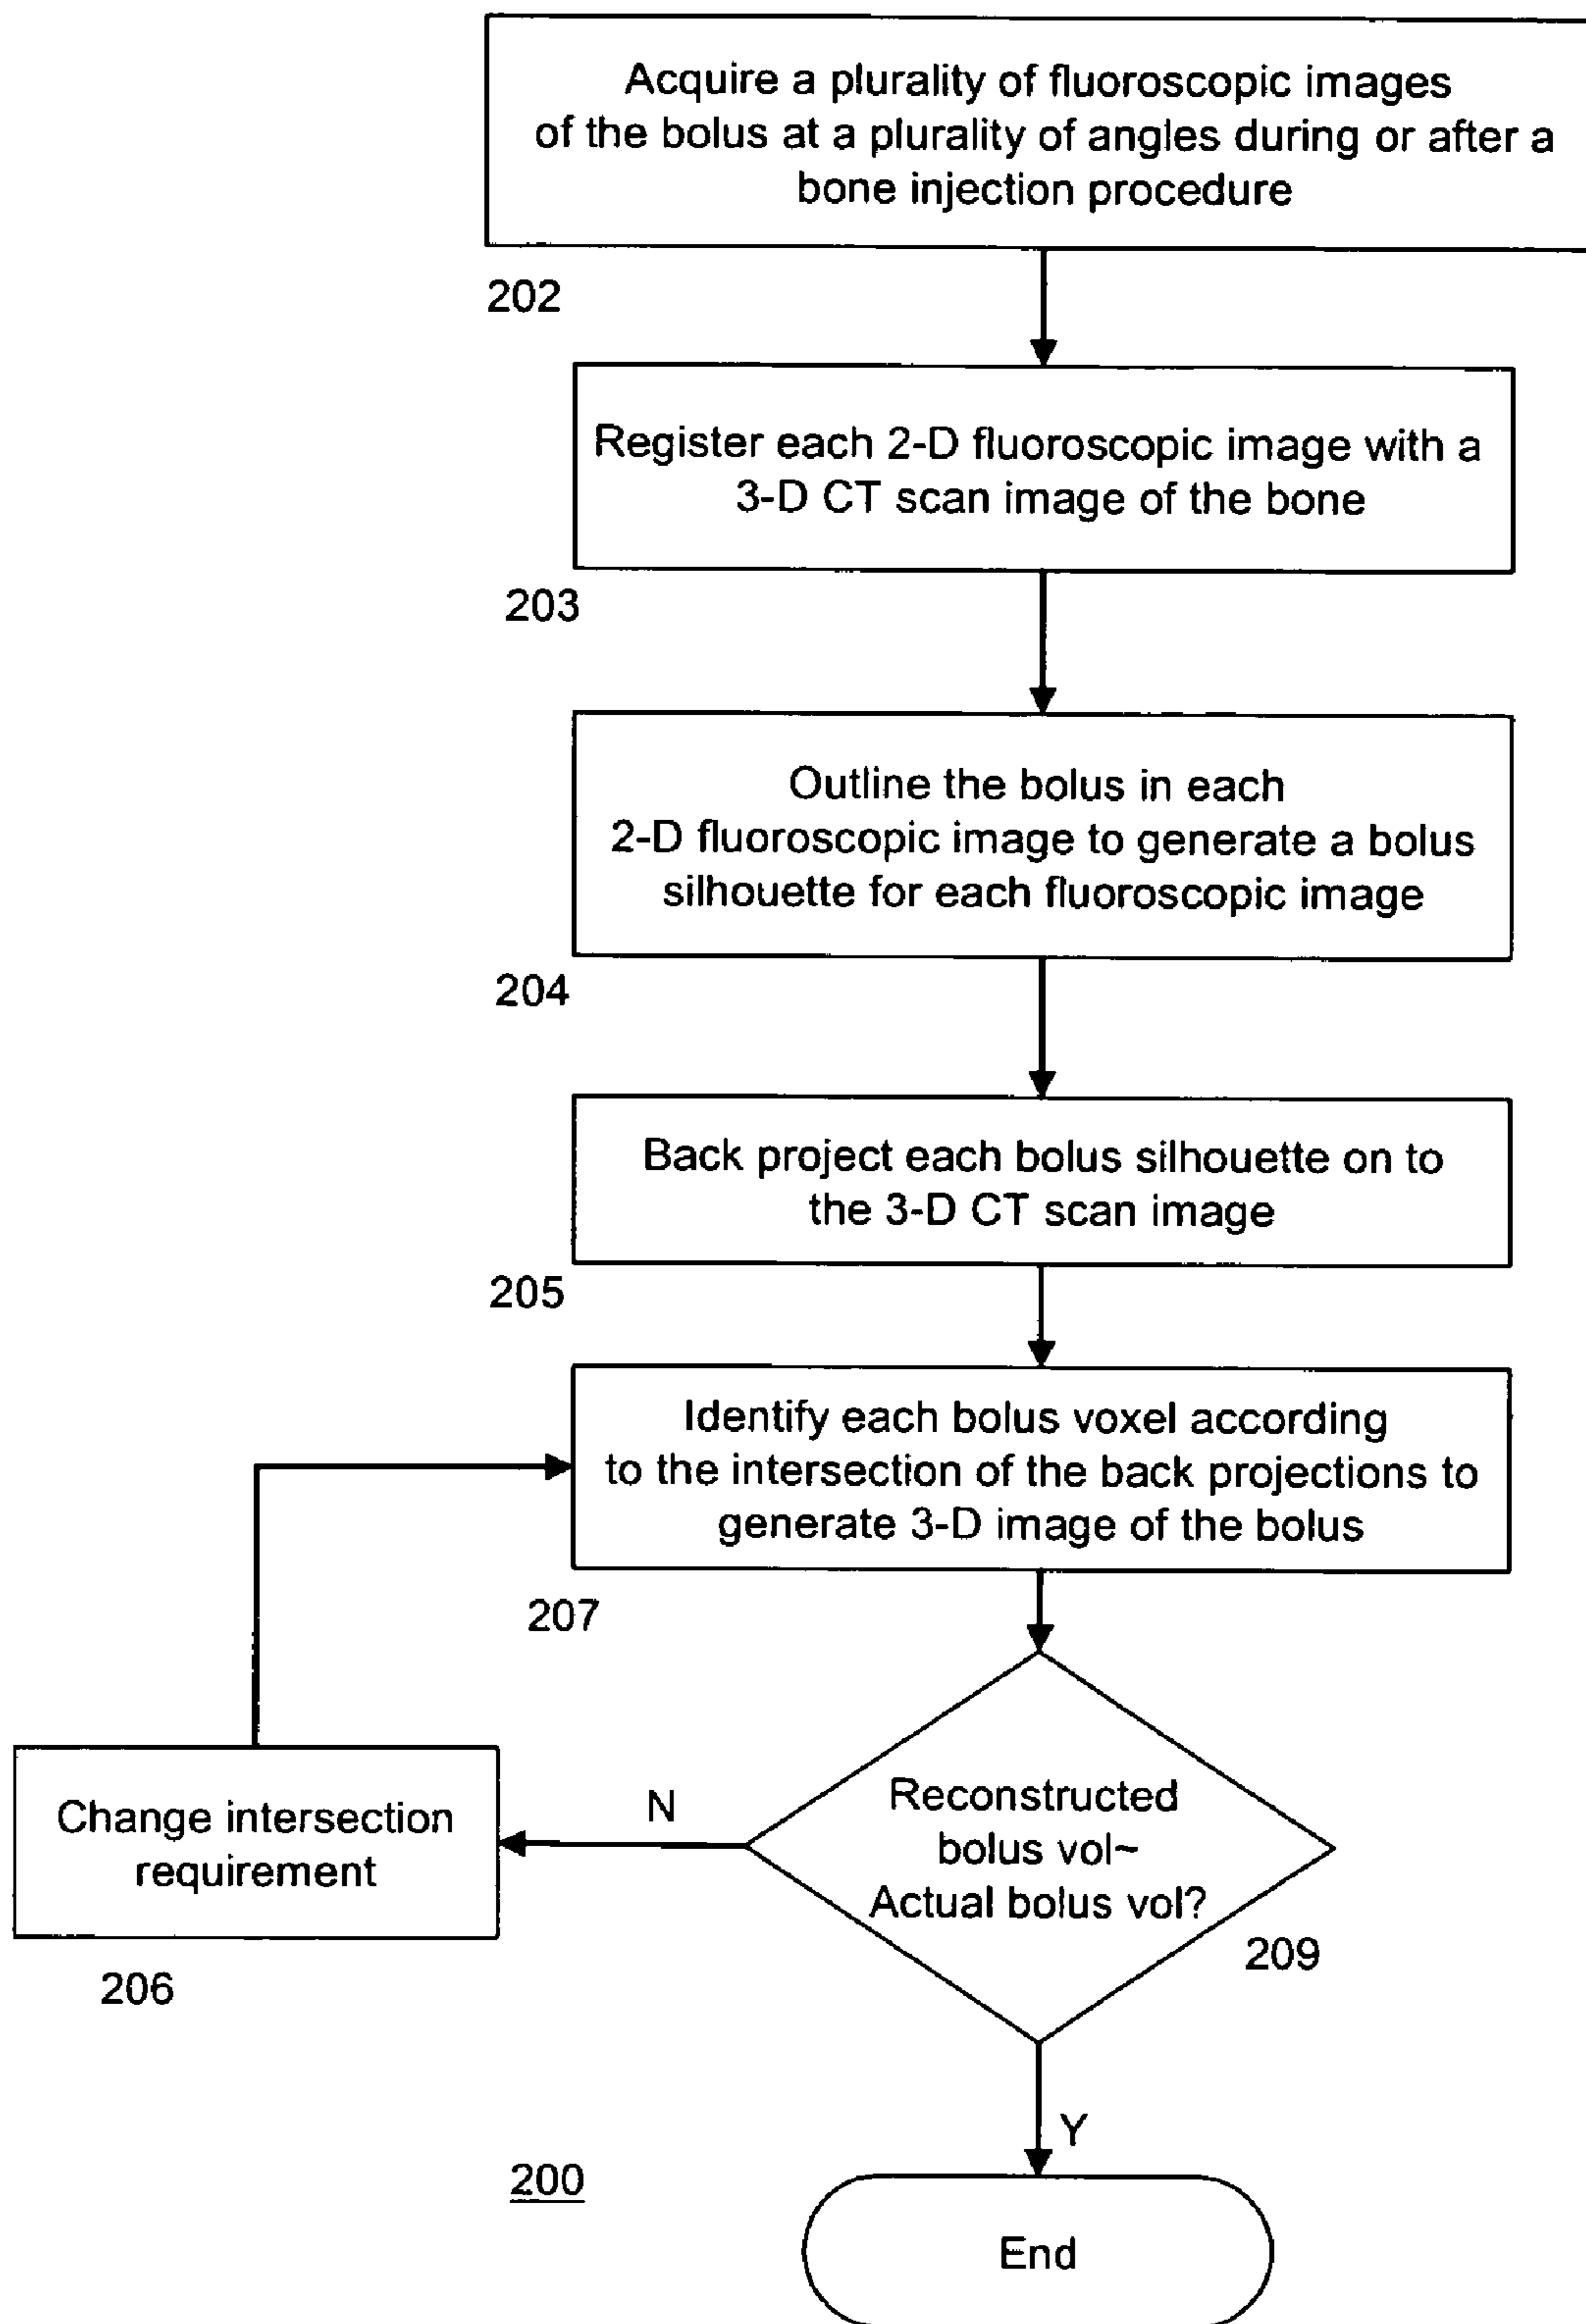 Acquire a plurality of fluoroscopic images
of the bolus at a plurality of angles during or after a
bone injection procedure
202
Register each 2-D fluoroscopic image with a
3-D CT scan image of the bone
203
Outline the bolus in each
2-D fluoroscopic image to generate a bolus
silhouette for each fluoroscopic image
204
Back project each bolus silhouette on to
the 3-D CT scan image
205
Identify each bolus voxel according
to the intersection of the back projections to
generate 3-D image of the bolus
207
Change intersection
requirement
206
N
Reconstructed
bolus vol~
Actual bolus vol?
209
Y
200
End